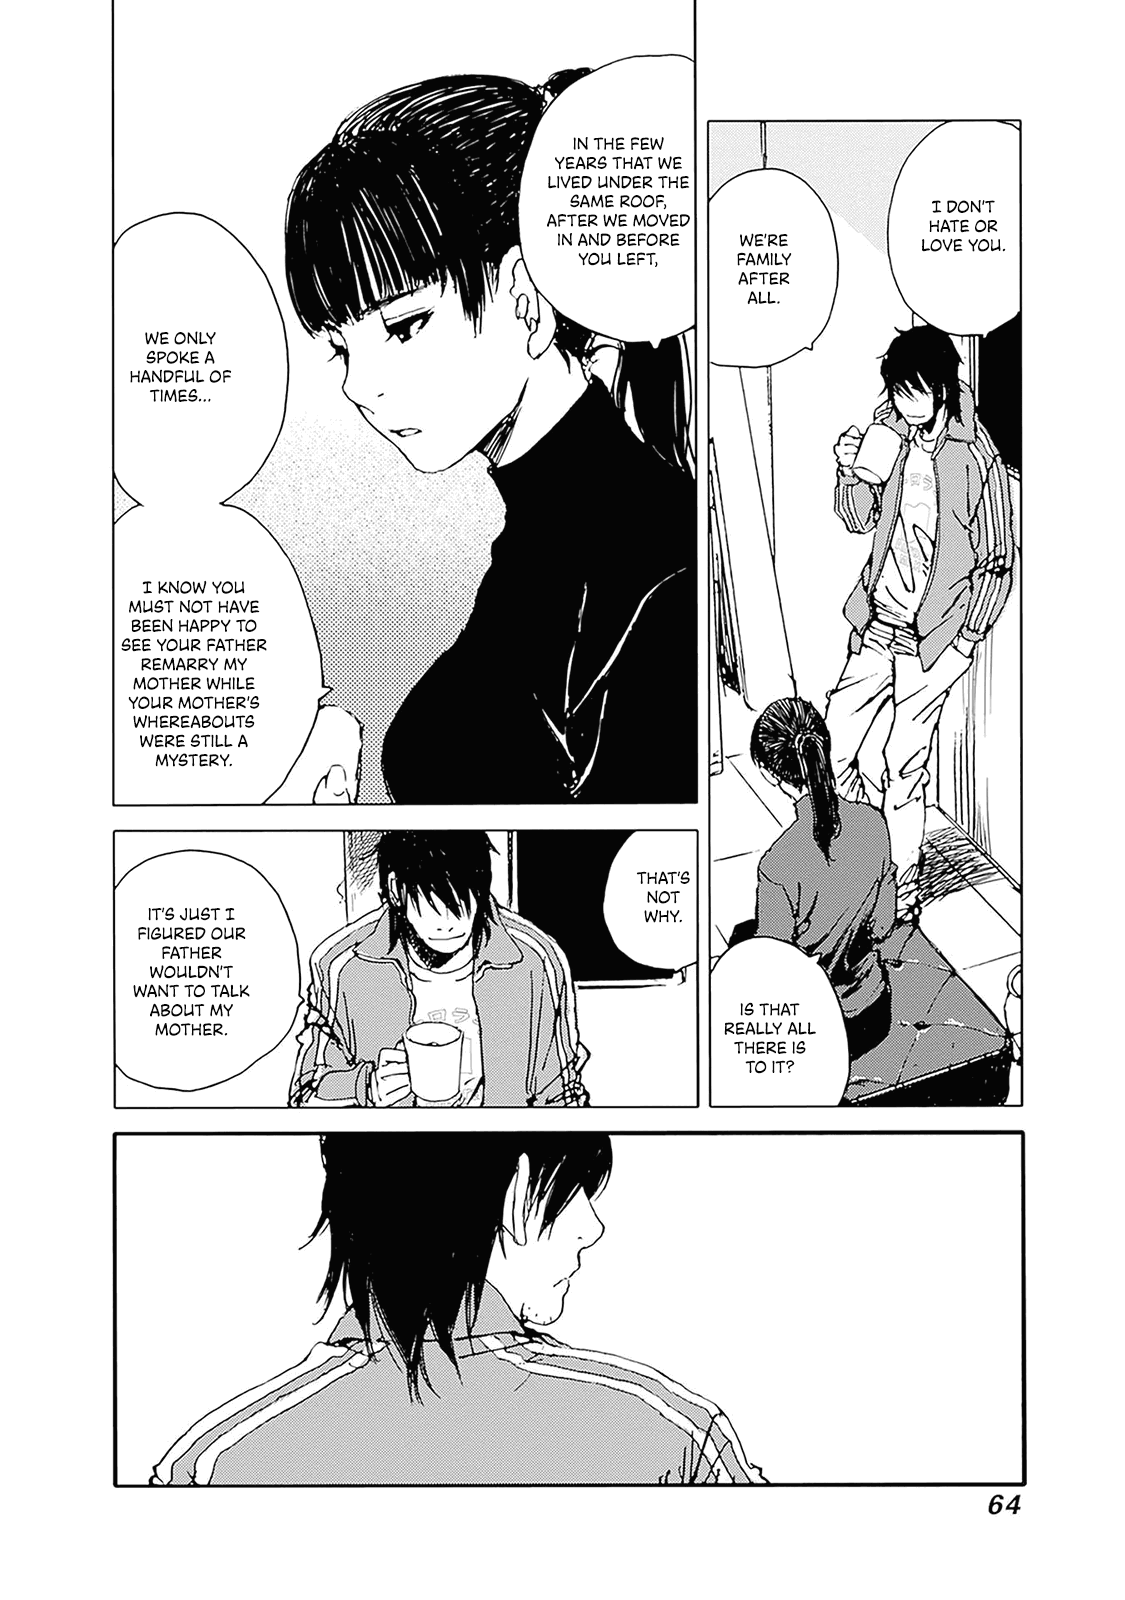 I DON'T
HATE OR
LOVE YOU.
WE'RE
FAMILY
AFTER
ALL.
IS THAT
REALLY ALL
THERE IS
TO IT?
IN THE FEW
YEARS THAT WE
LIVED UNDER THE
SAME ROOF,
AFTER WE MOVED
IN AND BEFORE
YOU LEFT,
WE ONLY
SPOKE A
HANDFUL OF
TIMES...
I KNOW YOU
MUST NOT HAVE
BEEN HAPPY TO
SEE YOUR FATHER
REMARRY MY
MOTHER WHILE
YOUR MOTHER'S
WHEREABOUTS
WERE STILL A
MYSTERY.
THAT'S
NOT
WHY.
IT'S JUST I
FIGURED OUR
FATHER
WOULDN'T
WANT TO TALK
ABOUT MY
MOTHER.
64